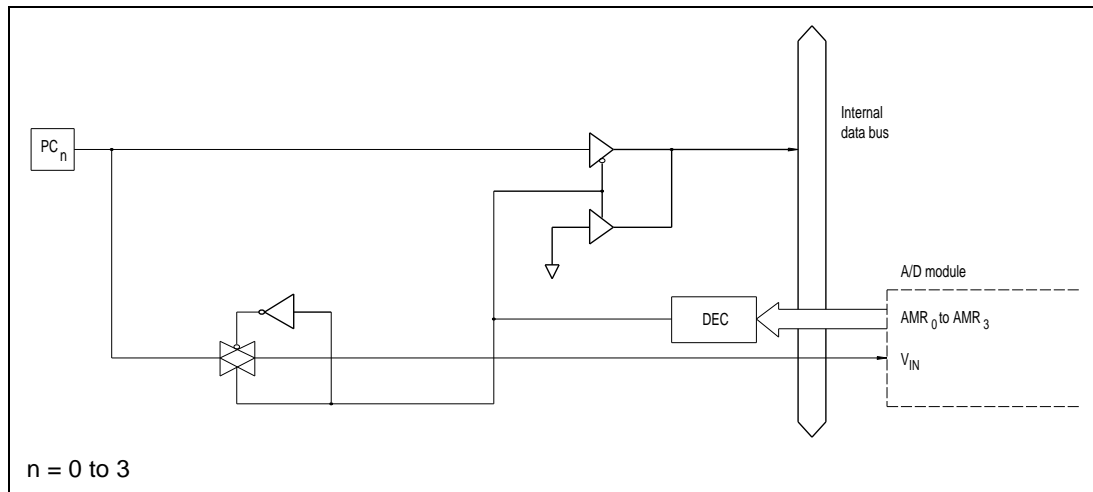 PCn
Internal
data bus
A/D module
DEC
AMR0 to AMR3
VIN
n = 0 to 3